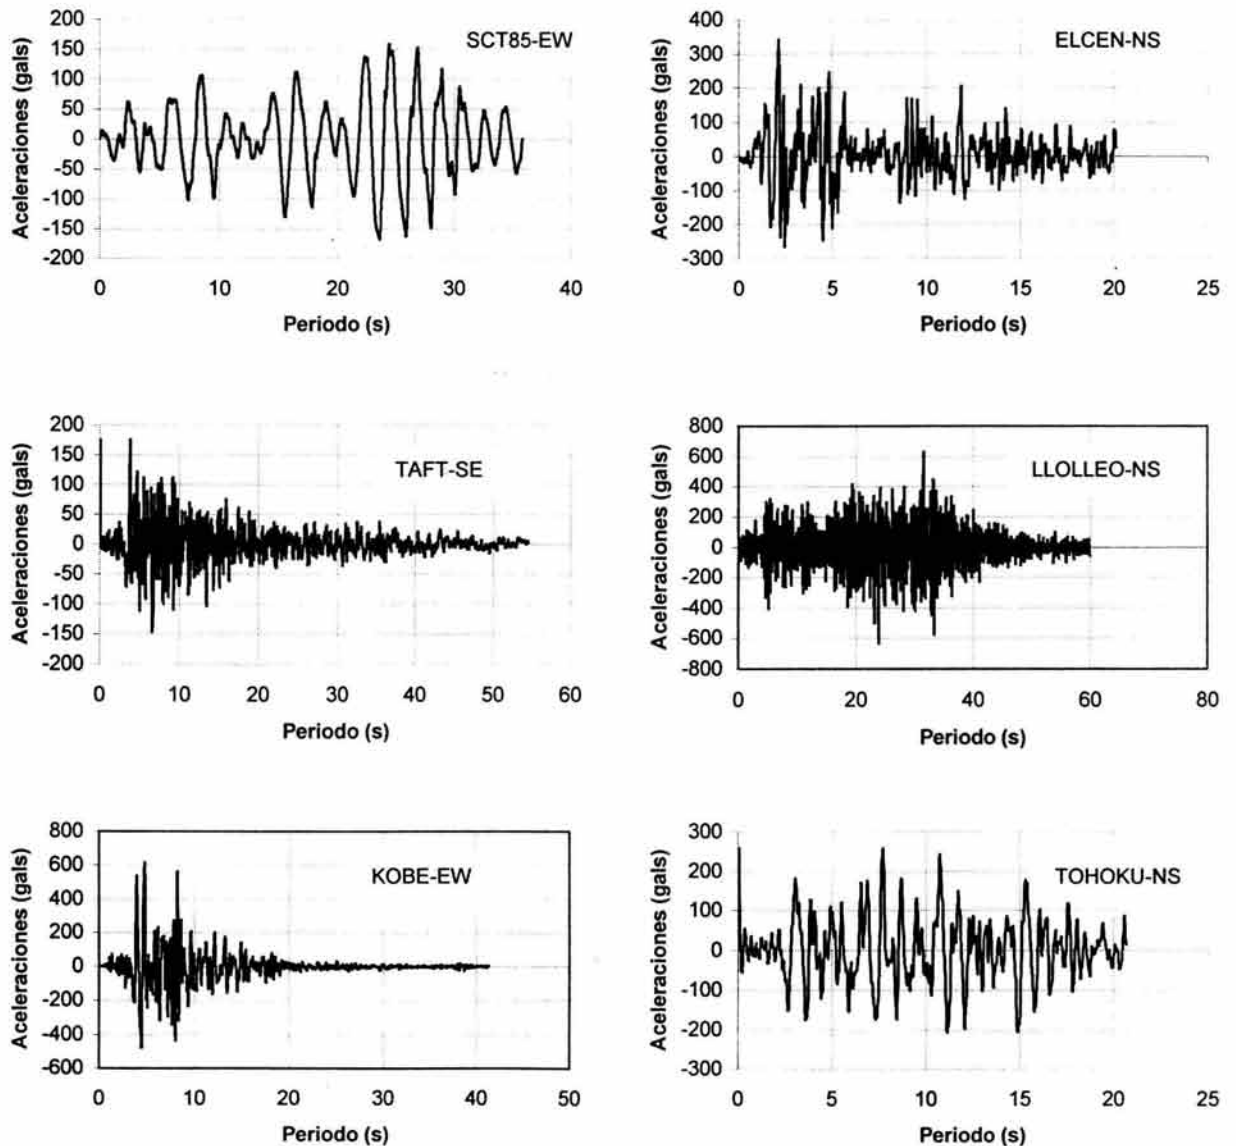 SCT85-EW
Aceleraciones (gals)
200
150
100
50
0
-50
-100
-150
-200
0 10 20 30 40
Periodo (s)
ELCEN-NS
Aceleraciones (gals)
400
300
200
100
0
-100
-200
-300
0 5 10 15 20 25
Periodo (s)
TAFT-SE
Aceleraciones (gals)
200
150
100
50
0
-50
-100
-150
-200
0 10 20 30 40 50 60
Periodo (s)
LLOLLEO-NS
Aceleraciones (gals)
800
600
400
200
0
-200
-400
-600
-800
0 20 40 60 80
Periodo (s)
KOBE-EW
Aceleraciones (gals)
800
600
400
200
0
-200
-400
-600
0 10 20 30 40 50
Periodo (s)
TOHOKU-NS
Aceleraciones (gals)
300
200
100
0
-100
-200
-300
0 5 10 15 20 25
Periodo (s)